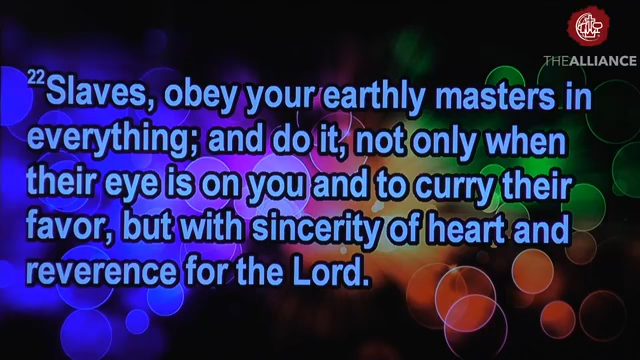 THEALLIANCE
22Slaves, obey your earthly masters in
everything; and do it, not only when
their eye is on you and to curry their
favor, but with sincerity of heart and
reverence for the Lord.